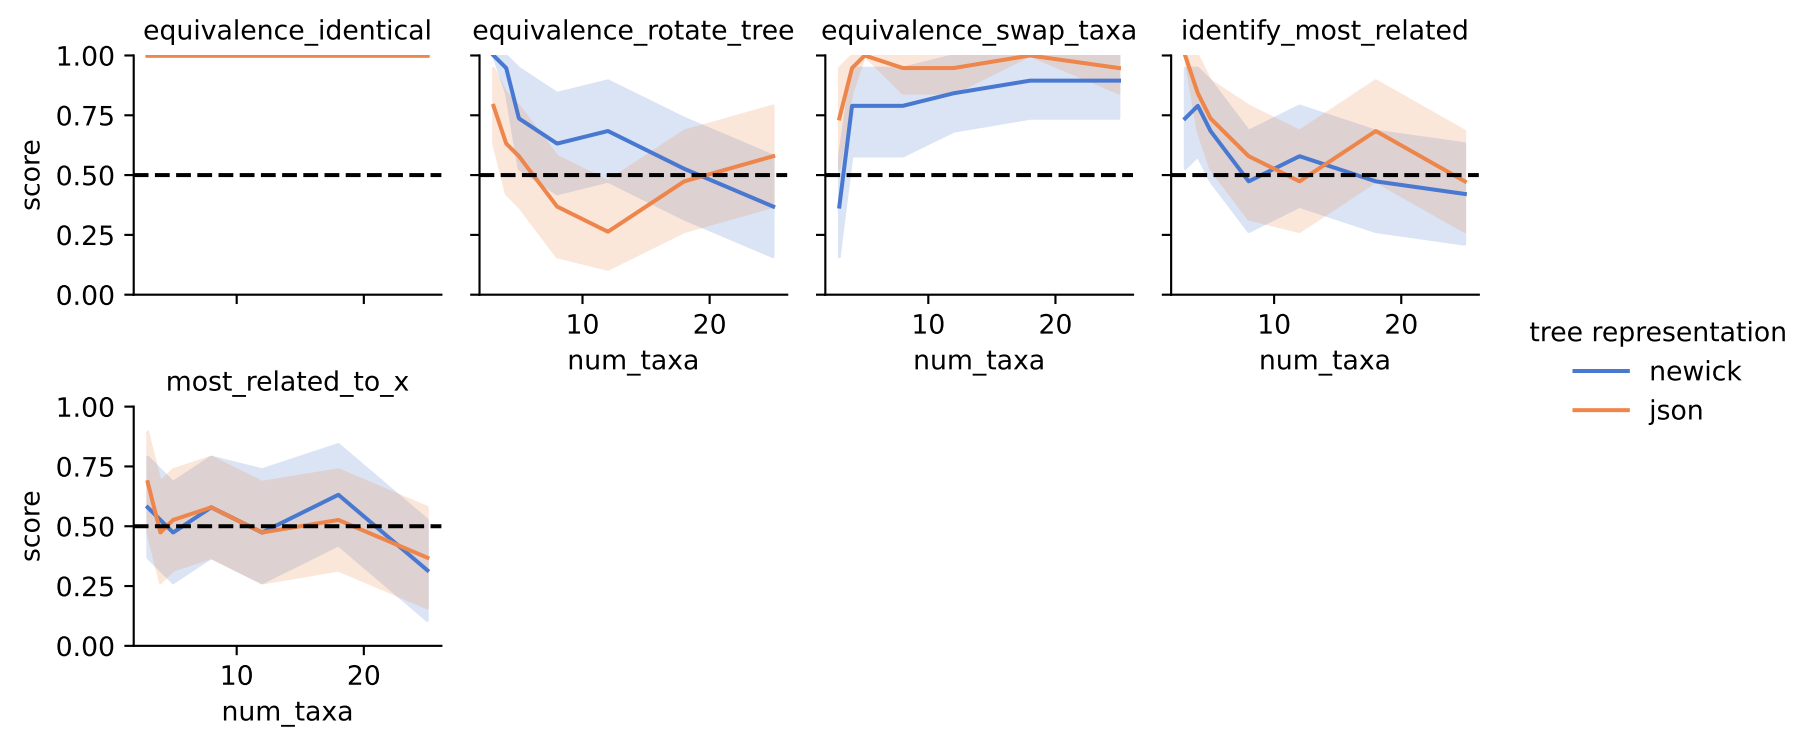 equivalence_identical
equivalence_rotate_tree
equivalence_swap_taxa
identify_most_related
score
1.00
0.75
0.50
0.25
0.00
10
20
num_taxa
10
20
num_taxa
10
20
num_taxa
most_related_to_x
score
1.00
0.75
0.50
0.25
0.00
10
20
num_taxa
tree representation
newick
json